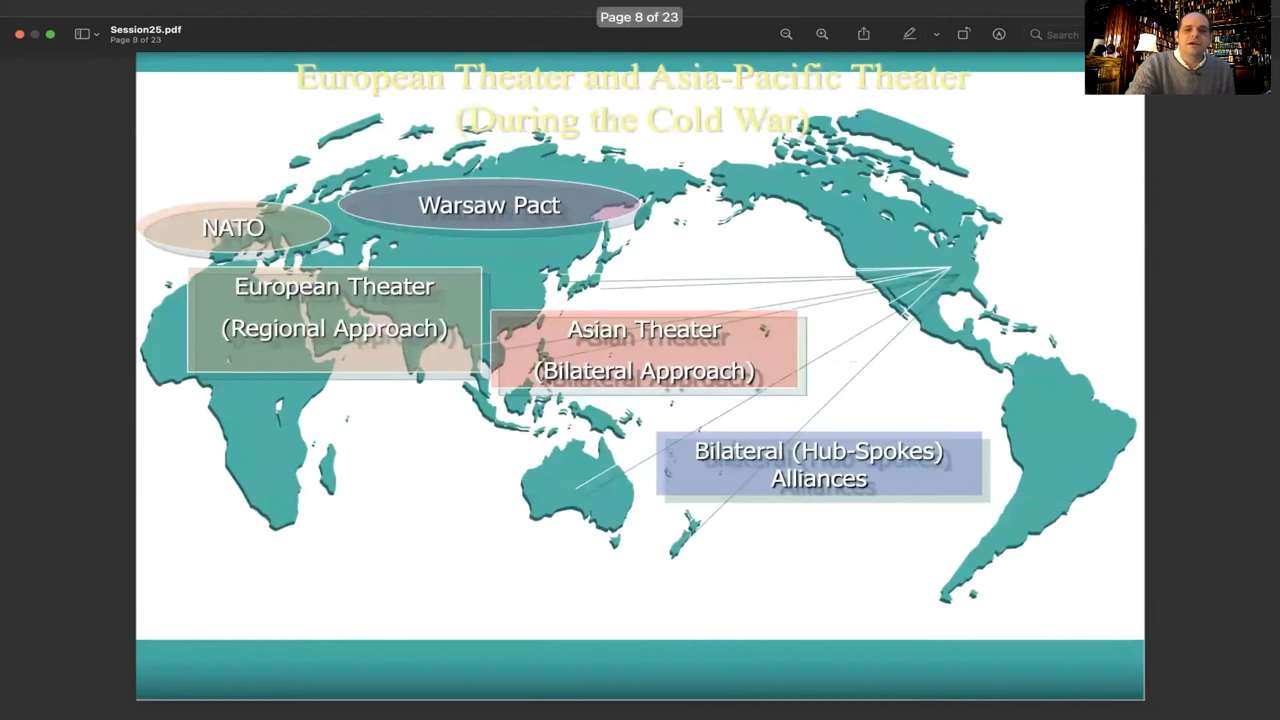 Page 8 of 23
Session25.pdf
Page 9 of 23
Search
European Theater and Asia-Pacific Theater
(During the Cold War)
Warsaw Pact
NATO
European Theater
(Regional Approach)
Asian Theater
(Bilateral Approach)
Bilateral (Hub-Spokes)
Alliances